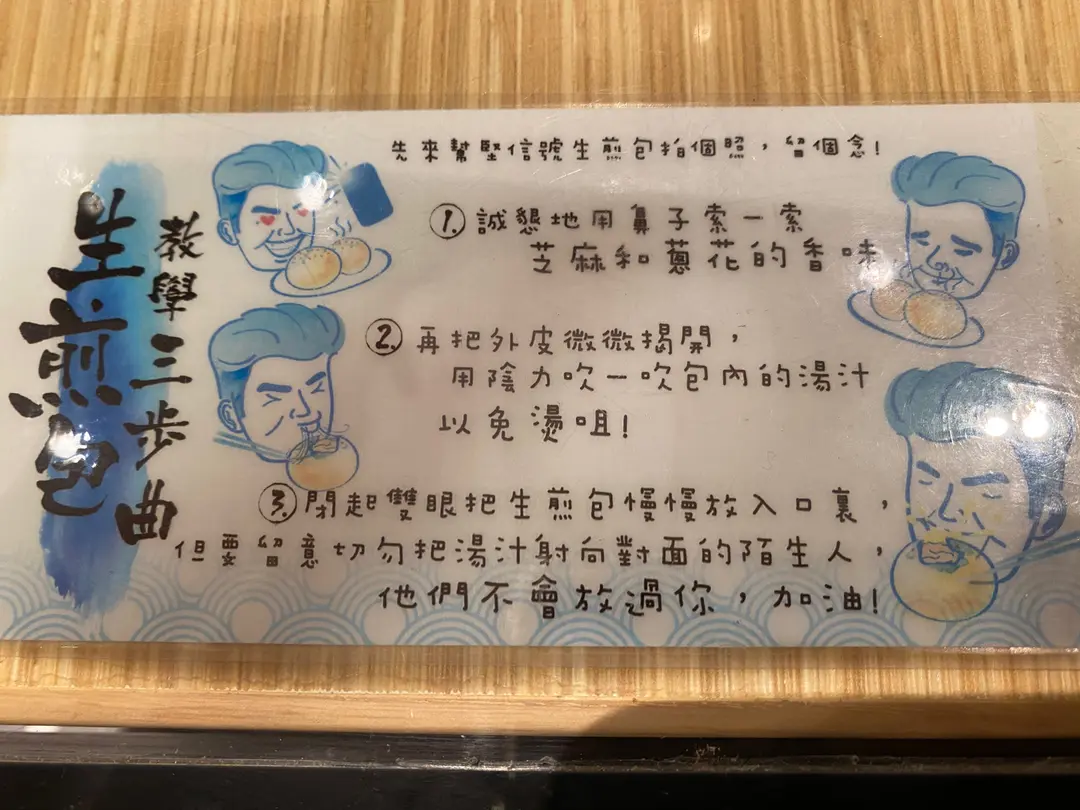 生煎包
教學三步曲
先來幫堅信號生煎包拍個照，留個念!
1. 誠懇地用鼻子索一索
芝麻和蔥花的香味
2. 再把外皮微微揭開，
用陰力吹一吹包內的湯汁
以免燙咀!
3. 閉起雙眼把生煎包慢慢放入口裏，
但要留意切勿把湯汁射向對面的陌生人，
他們不會放過你，加油!